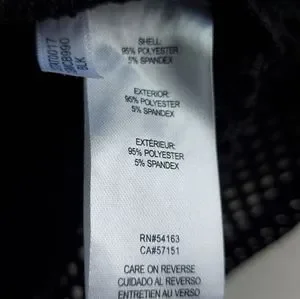 SHELL:
95% POLYESTER
5% SPANDEX
EXTERIOR:
95% POLYESTER
5% SPANDEX
EXTÉRIEUR:
95% POLYESTER
5% SPANDEX
RN#54163
CA#57151
CARE ON REVERSE
CUIDADO AL REVERSO
ENTRETIEN AU VERSO
BLK